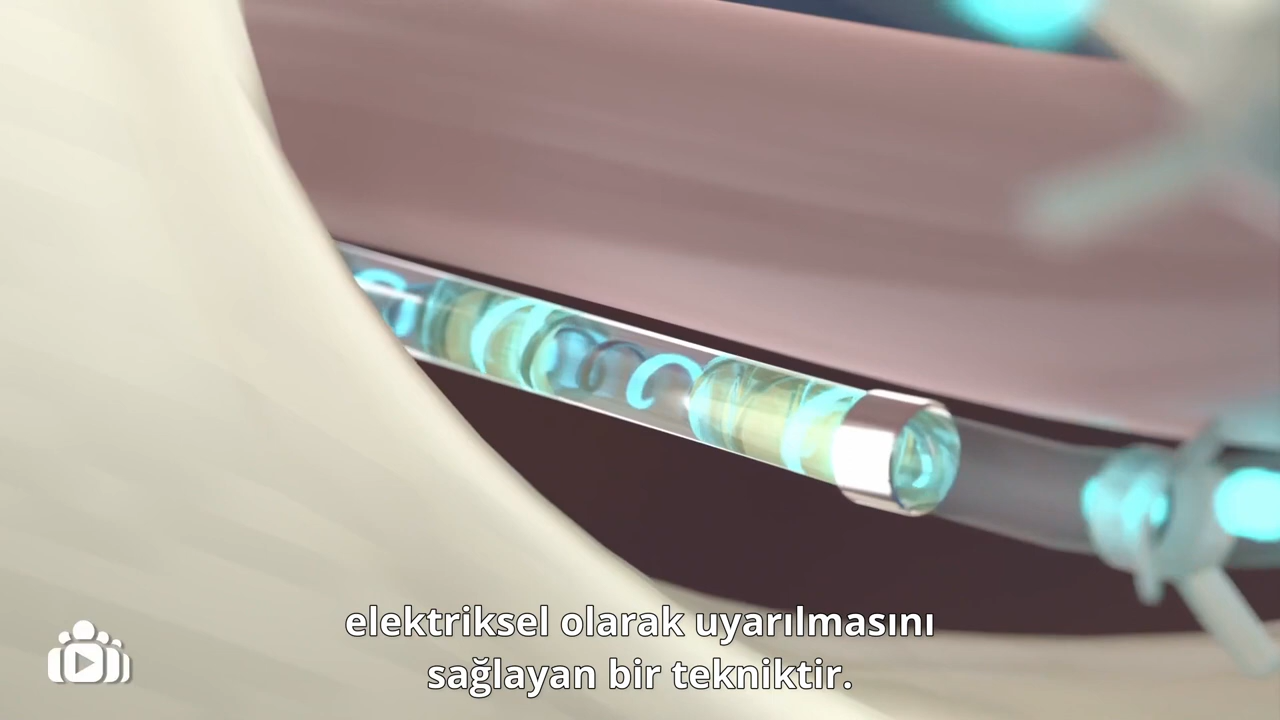 elektriksel olarak uyarılmasını
sağlayan bir tekniktir.